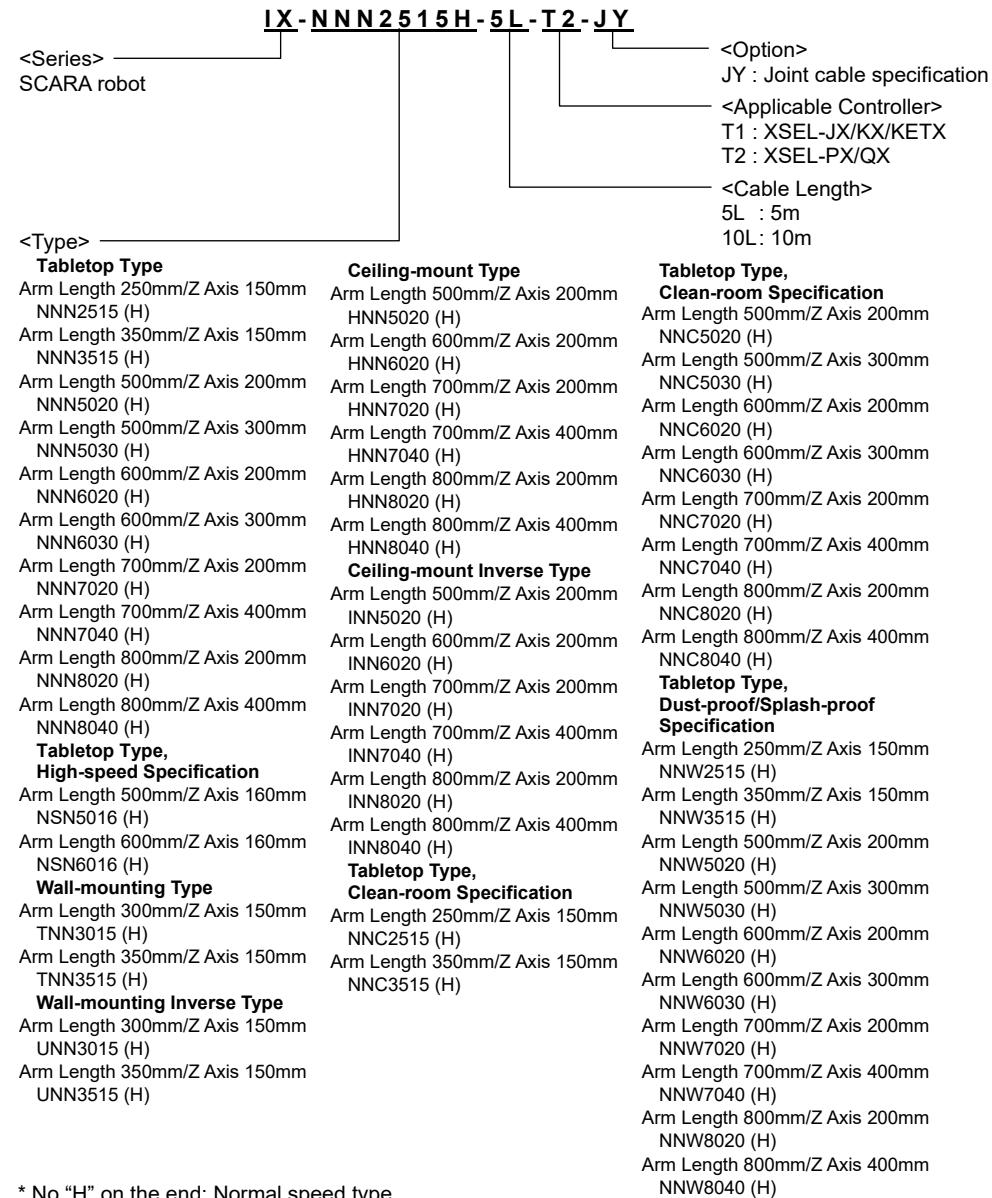 IX-NNN2515H-5L-T2-JY
<Series>
SCARA robot
<Option>
JY : Joint cable specification
<Applicable Controller>
T1 : XSEL-JX/KX/KETX
T2 : XSEL-PX/QX
<Cable Length>
5L : 5m
10L : 10m
<Type>
Tabletop Type
Arm Length 250mm/Z Axis 150mm
NNN2515 (H)
Arm Length 350mm/Z Axis 150mm
NNN3515 (H)
Arm Length 500mm/Z Axis 200mm
NNN5020 (H)
Arm Length 500mm/Z Axis 300mm
NNN5030 (H)
Arm Length 600mm/Z Axis 200mm
NNN6020 (H)
Arm Length 600mm/Z Axis 300mm
NNN6030 (H)
Arm Length 700mm/Z Axis 200mm
NNN7020 (H)
Arm Length 700mm/Z Axis 400mm
NNN7040 (H)
Arm Length 800mm/Z Axis 200mm
NNN8020 (H)
Arm Length 800mm/Z Axis 400mm
NNN8040 (H)
Tabletop Type,
High-speed Specification
Arm Length 500mm/Z Axis 160mm
NSN5016 (H)
Arm Length 600mm/Z Axis 160mm
NSN6016 (H)
Wall-mounting Type
Arm Length 300mm/Z Axis 150mm
TNN3015 (H)
Arm Length 350mm/Z Axis 150mm
TNN3515 (H)
Wall-mounting Inverse Type
Arm Length 300mm/Z Axis 150mm
UNN3015 (H)
Arm Length 350mm/Z Axis 150mm
UNN3515 (H)
Ceiling-mount Type
Arm Length 500mm/Z Axis 200mm
HNN5020 (H)
Arm Length 600mm/Z Axis 200mm
HNN6020 (H)
Arm Length 700mm/Z Axis 200mm
HNN7020 (H)
Arm Length 700mm/Z Axis 400mm
HNN7040 (H)
Arm Length 800mm/Z Axis 200mm
HNN8020 (H)
Arm Length 800mm/Z Axis 400mm
HNN8040 (H)
Ceiling-mount Inverse Type
Arm Length 500mm/Z Axis 200mm
INN5020 (H)
Arm Length 600mm/Z Axis 200mm
INN6020 (H)
Arm Length 700mm/Z Axis 200mm
INN7020 (H)
Arm Length 700mm/Z Axis 400mm
INN7040 (H)
Arm Length 800mm/Z Axis 200mm
INN8020 (H)
Arm Length 800mm/Z Axis 400mm
INN8040 (H)
Tabletop Type,
Clean-room Specification
Arm Length 250mm/Z Axis 150mm
NNC2515 (H)
Arm Length 350mm/Z Axis 150mm
NNC3515 (H)
Tabletop Type,
Clean-room Specification
Arm Length 500mm/Z Axis 200mm
NNC5020 (H)
Arm Length 500mm/Z Axis 300mm
NNC5030 (H)
Arm Length 600mm/Z Axis 200mm
NNC6020 (H)
Arm Length 600mm/Z Axis 300mm
NNC6030 (H)
Arm Length 700mm/Z Axis 200mm
NNC7020 (H)
Arm Length 700mm/Z Axis 400mm
NNC7040 (H)
Arm Length 800mm/Z Axis 200mm
NNC8020 (H)
Arm Length 800mm/Z Axis 400mm
NNC8040 (H)
Tabletop Type,
Dust-proof/Splash-proof
Specification
Arm Length 250mm/Z Axis 150mm
NNW2515 (H)
Arm Length 350mm/Z Axis 150mm
NNW3515 (H)
Arm Length 500mm/Z Axis 200mm
NNW5020 (H)
Arm Length 500mm/Z Axis 300mm
NNW5030 (H)
Arm Length 600mm/Z Axis 200mm
NNW6020 (H)
Arm Length 600mm/Z Axis 300mm
NNW6030 (H)
Arm Length 700mm/Z Axis 200mm
NNW7020 (H)
Arm Length 700mm/Z Axis 400mm
NNW7040 (H)
Arm Length 800mm/Z Axis 200mm
NNW8020 (H)
Arm Length 800mm/Z Axis 400mm
NNW8040 (H)
* No “H” on the end: Normal speed type